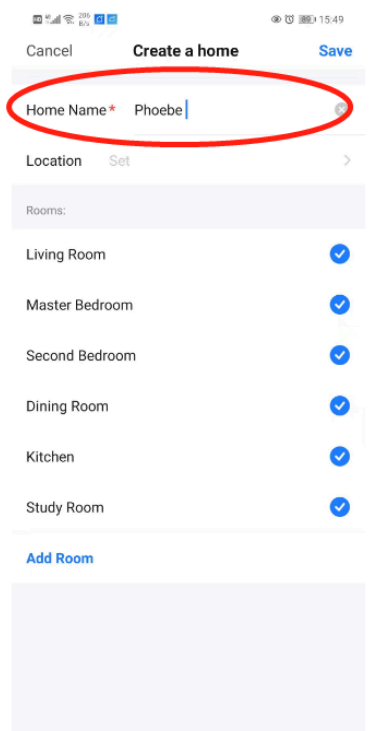 286 B/s 15:49
Cancel Create a home Save
Home Name* Phoebe
Location Set
Rooms:
Living Room
Master Bedroom
Second Bedroom
Dining Room
Kitchen
Study Room
Add Room